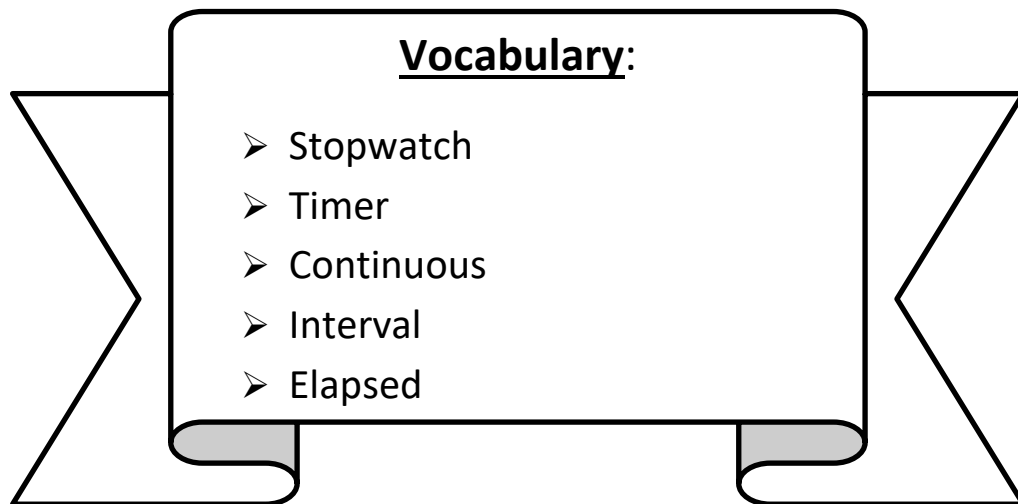 Vocabulary:
➢ Stopwatch
➢ Timer
➢ Continuous
➢ Interval
➢ Elapsed